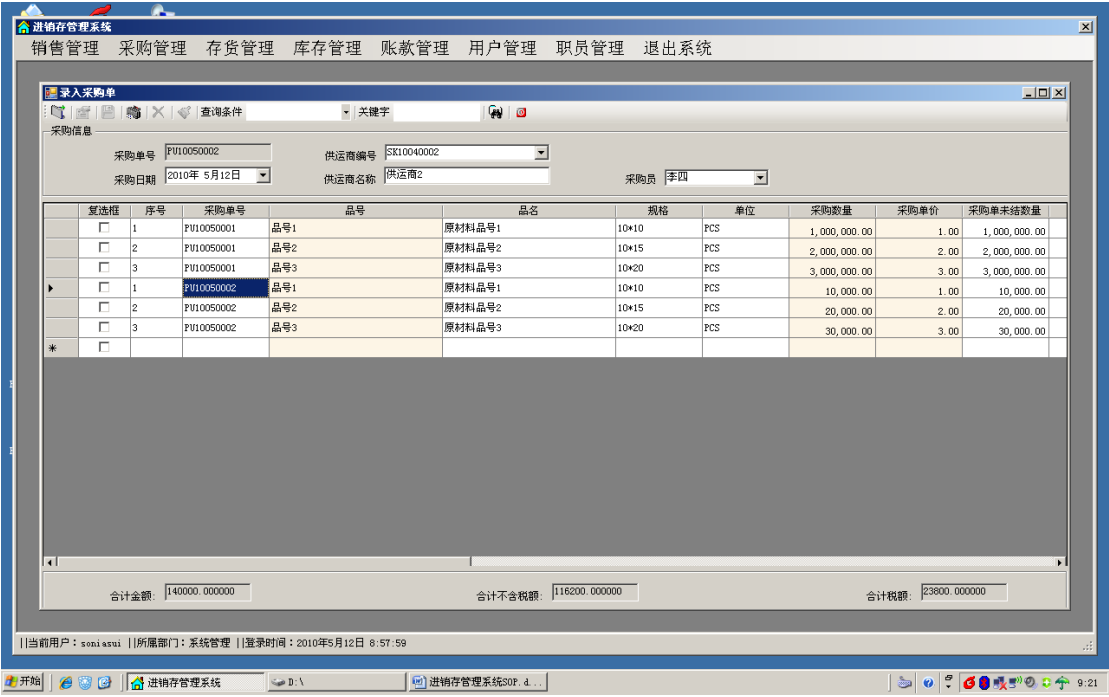 进销存管理系统
销售管理 采购管理 存货管理 库存管理 账款管理 用户管理 职员管理 退出系统
录入采购单
查询条件 关键字
采购信息
采购单号 PU10050002 供运商编号 SK10040002
采购日期 2010年 5月12日 供运商名称 供运商2 采购员 李四
复选框 序号 采购单号 品号 品名 规格 单位 采购数量 采购单价 采购单未结数量
1 PU10050001 品号1 原材料品号1 10*10 PCS 1,000,000.00 1.00 1,000,000.00
2 PU10050001 品号2 原材料品号2 10*15 PCS 2,000,000.00 2.00 2,000,000.00
3 PU10050001 品号3 原材料品号3 10*20 PCS 3,000,000.00 3.00 3,000,000.00
1 PU10050002 品号1 原材料品号1 10*10 PCS 10,000.00 1.00 10,000.00
2 PU10050002 品号2 原材料品号2 10*15 PCS 20,000.00 2.00 20,000.00
3 PU10050002 品号3 原材料品号3 10*20 PCS 30,000.00 3.00 30,000.00
合计金额: 140000.000000 合计不含税额: 116200.000000 合计税额: 23800.000000
||当前用户：soniasui ||所属部门：系统管理 ||登录时间：2010年5月12日 8:57:59
开始 进销存管理系统 D:\ 进销存管理系统SOP.d... 9:21